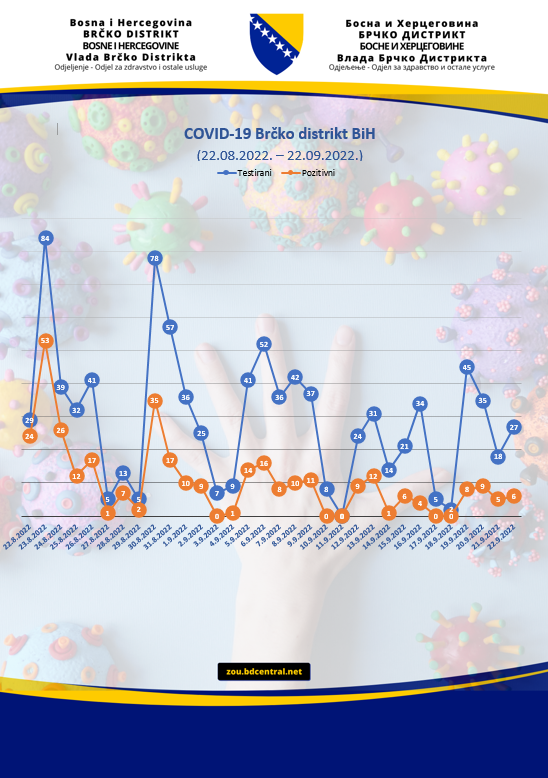 Bosna i Hercegovina
BRČKO DISTRIKT
BOSNE I HERCEGOVINE
Vlada Brčko Distrikta
Odjeljenje - Odjel za zdravstvo i ostale usluge
Босна и Херцеговина
БРЧКО ДИСТРИКТ
БОСНЕ И ХЕРЦЕГОВИНЕ
Влада Брчко Дистрикта
Одјељење - Одјел за здравство и остале услуге
COVID-19 Brčko distrikt BiH
(22.08.2022. – 22.09.2022.)
Testirani Pozitivni
84
78
57
53
52
45
41 41 42
39 36 36 37 35
35 34
32 31
29 27
26 25 24
24 21
17 17 16 18
12 13 10 14 10 11 12 14
7 9 7 9 8 8 9 6 4 8 9 5 6
5 1 5 2 0 1 0 0 1 5 0 2 0
22.8.2022. 23.8.2022. 24.8.2022. 25.8.2022. 26.8.2022. 27.8.2022. 28.8.2022. 29.8.2022. 30.8.2022. 31.8.2022. 1.9.2022. 2.9.2022. 3.9.2022. 4.9.2022. 5.9.2022. 6.9.2022. 7.9.2022. 8.9.2022. 9.9.2022. 10.9.2022. 11.9.2022. 12.9.2022. 13.9.2022. 14.9.2022. 15.9.2022. 16.9.2022. 17.9.2022. 18.9.2022. 19.9.2022. 20.9.2022. 21.9.2022. 22.9.2022.
zou.bdcentral.net